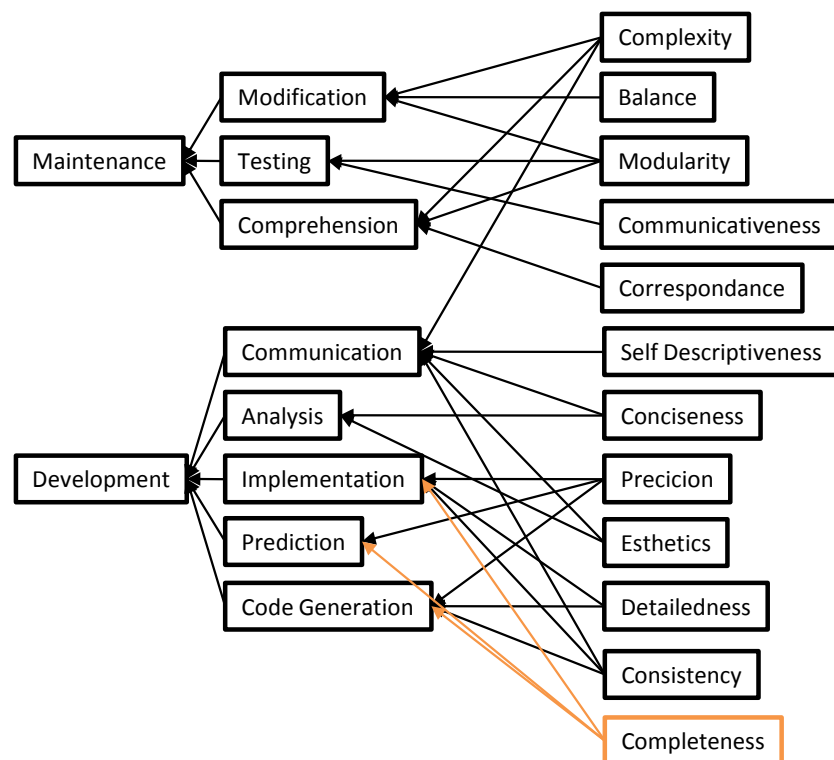 Complexity
Modification
Balance
Maintenance
Testing
Modularity
Comprehension
Communicativeness
Correspondance
Communication
Self Descriptiveness
Analysis
Conciseness
Development
Implementation
Precicion
Prediction
Esthetics
Code Generation
Detailedness
Consistency
Completeness